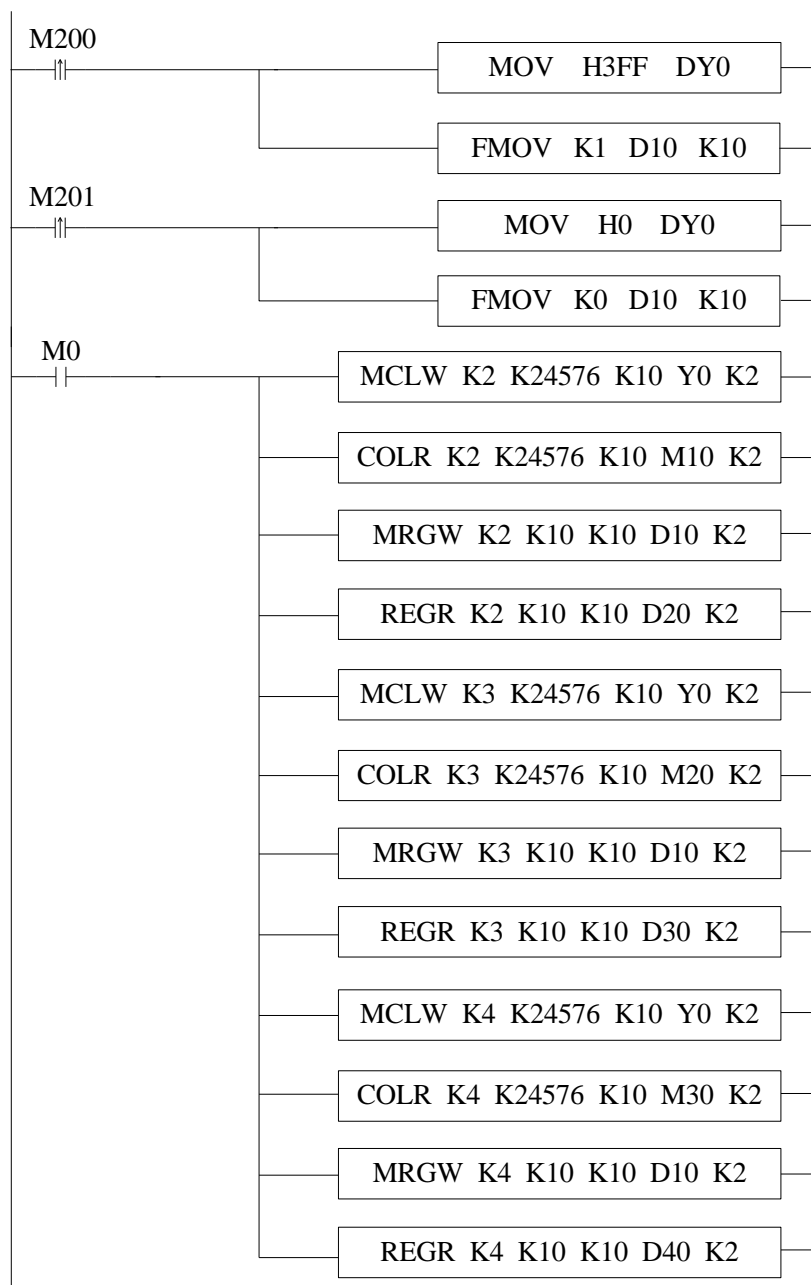 M200
MOV H3FF DY0
FMOV K1 D10 K10
M201
MOV H0 DY0
FMOV K0 D10 K10
M0
MCLW K2 K24576 K10 Y0 K2
COLR K2 K24576 K10 M10 K2
MRGW K2 K10 K10 D10 K2
REGR K2 K10 K10 D20 K2
MCLW K3 K24576 K10 Y0 K2
COLR K3 K24576 K10 M20 K2
MRGW K3 K10 K10 D10 K2
REGR K3 K10 K10 D30 K2
MCLW K4 K24576 K10 Y0 K2
COLR K4 K24576 K10 M30 K2
MRGW K4 K10 K10 D10 K2
REGR K4 K10 K10 D40 K2